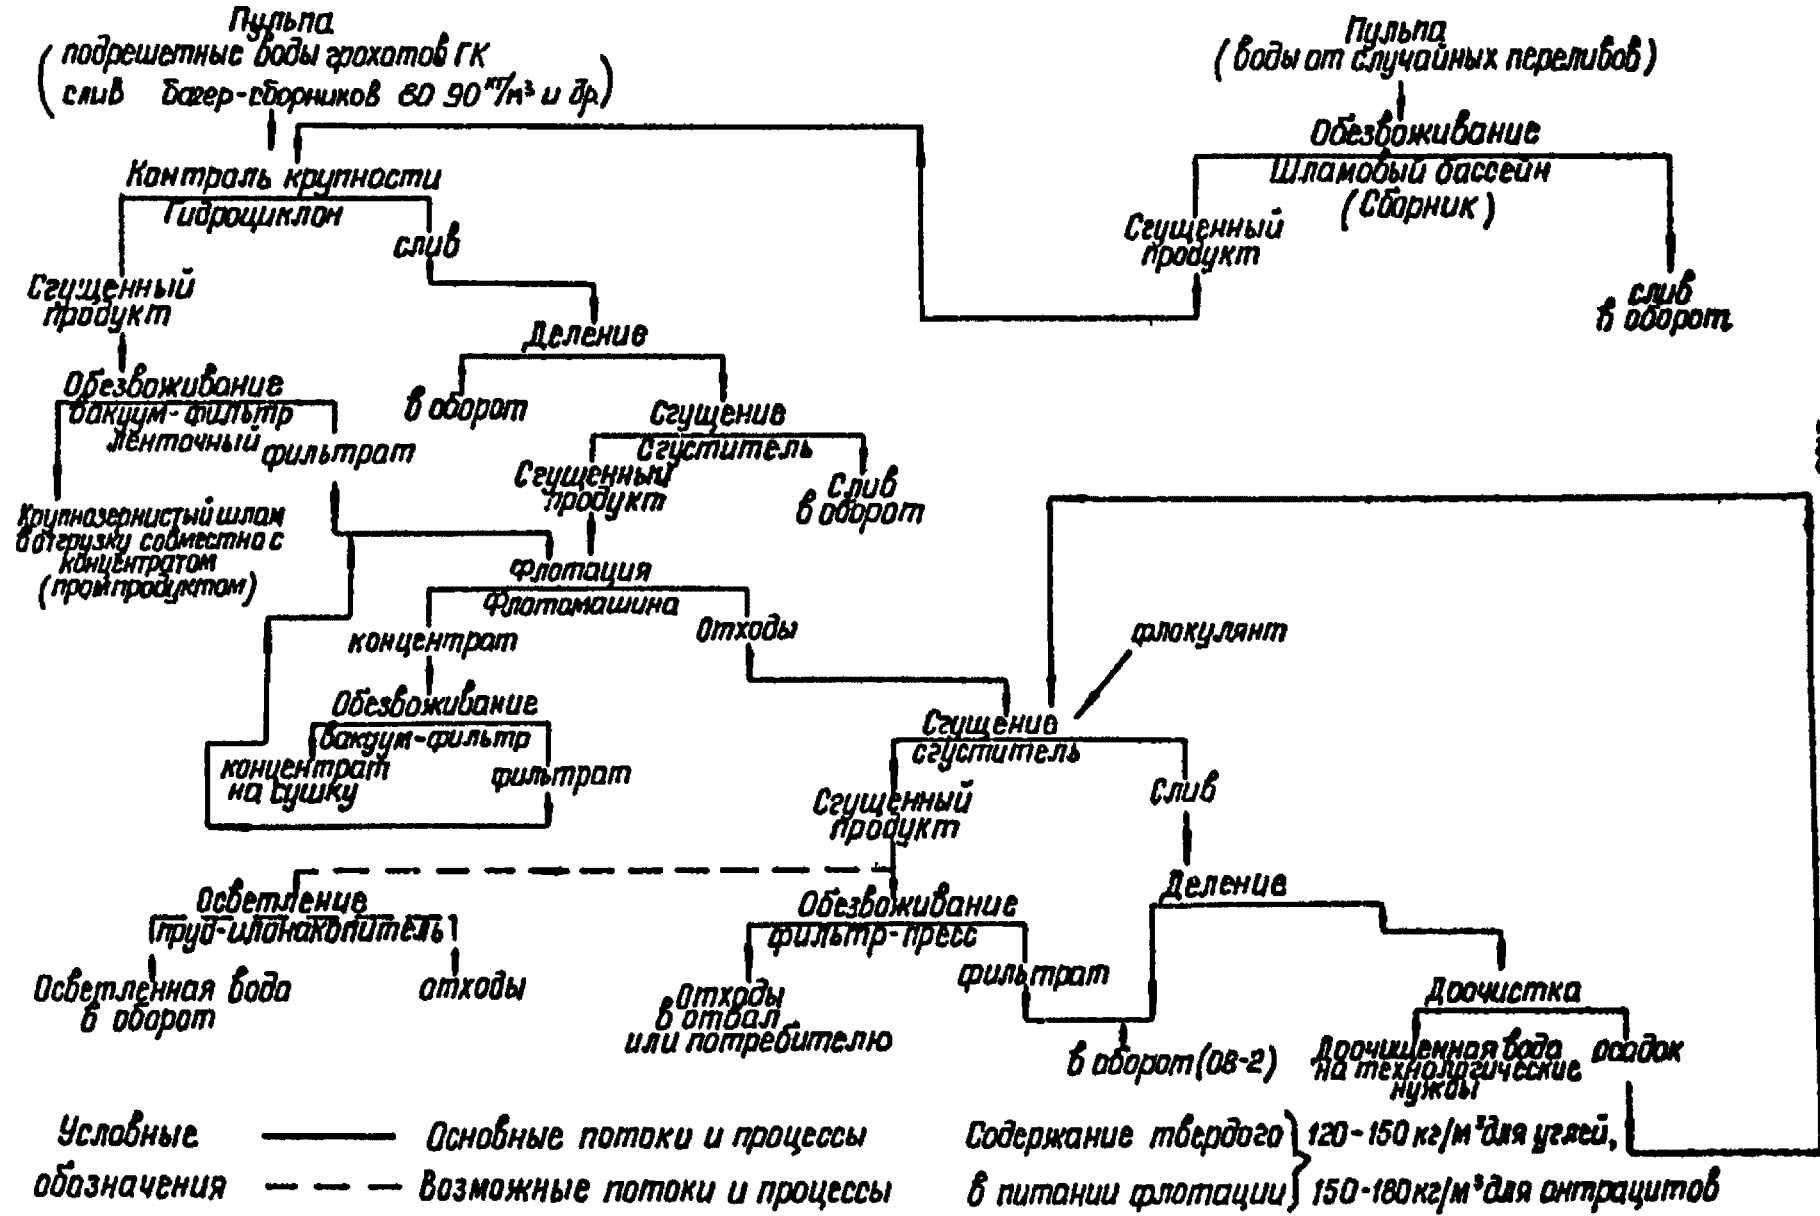 Пульпа
(подрешетные воды грохотов ГК
слив багер-сборников 60 90 кг/м³ и др.)
Пульпа
(воды от случайных переливов)
Обезвоживание
Шламовый бассейн
(Сборник)
Сгущенный
продукт
слив
в оборот
Контроль крупности
Гидроциклон
слив
Сгущенный
продукт
Деление
в оборот
Обезвоживание
вакуум-фильтр
ленточный
фильтрат
Сгущение
Сгуститель
Сгущенный
продукт
Слив
в оборот
Крупнозернистый шлам
в отгрузку совместно с
концентратом
(промпродуктом)
Флотация
Флотомашина
концентрат
Отходы
флокулянт
Обезвоживание
вакуум-фильтр
концентрат
на сушку
фильтрат
Сгущение
сгуститель
Сгущенный
продукт
Слив
Осветление
пруд-илонакопитель
Осветленная вода
в оборот
отходы
Обезвоживание
фильтр-пресс
фильтрат
Отходы
в отвал
или потребителю
Деление
в оборот (ОВ-2)
Доочистка
Доочищенная вода
на технологические
нужды
осадок
Условные
обозначения
Основные потоки и процессы
Возможные потоки и процессы
Содержание твердого
в питании флотации
120-150 кг/м³ для углей,
150-180 кг/м³ для антрацитов